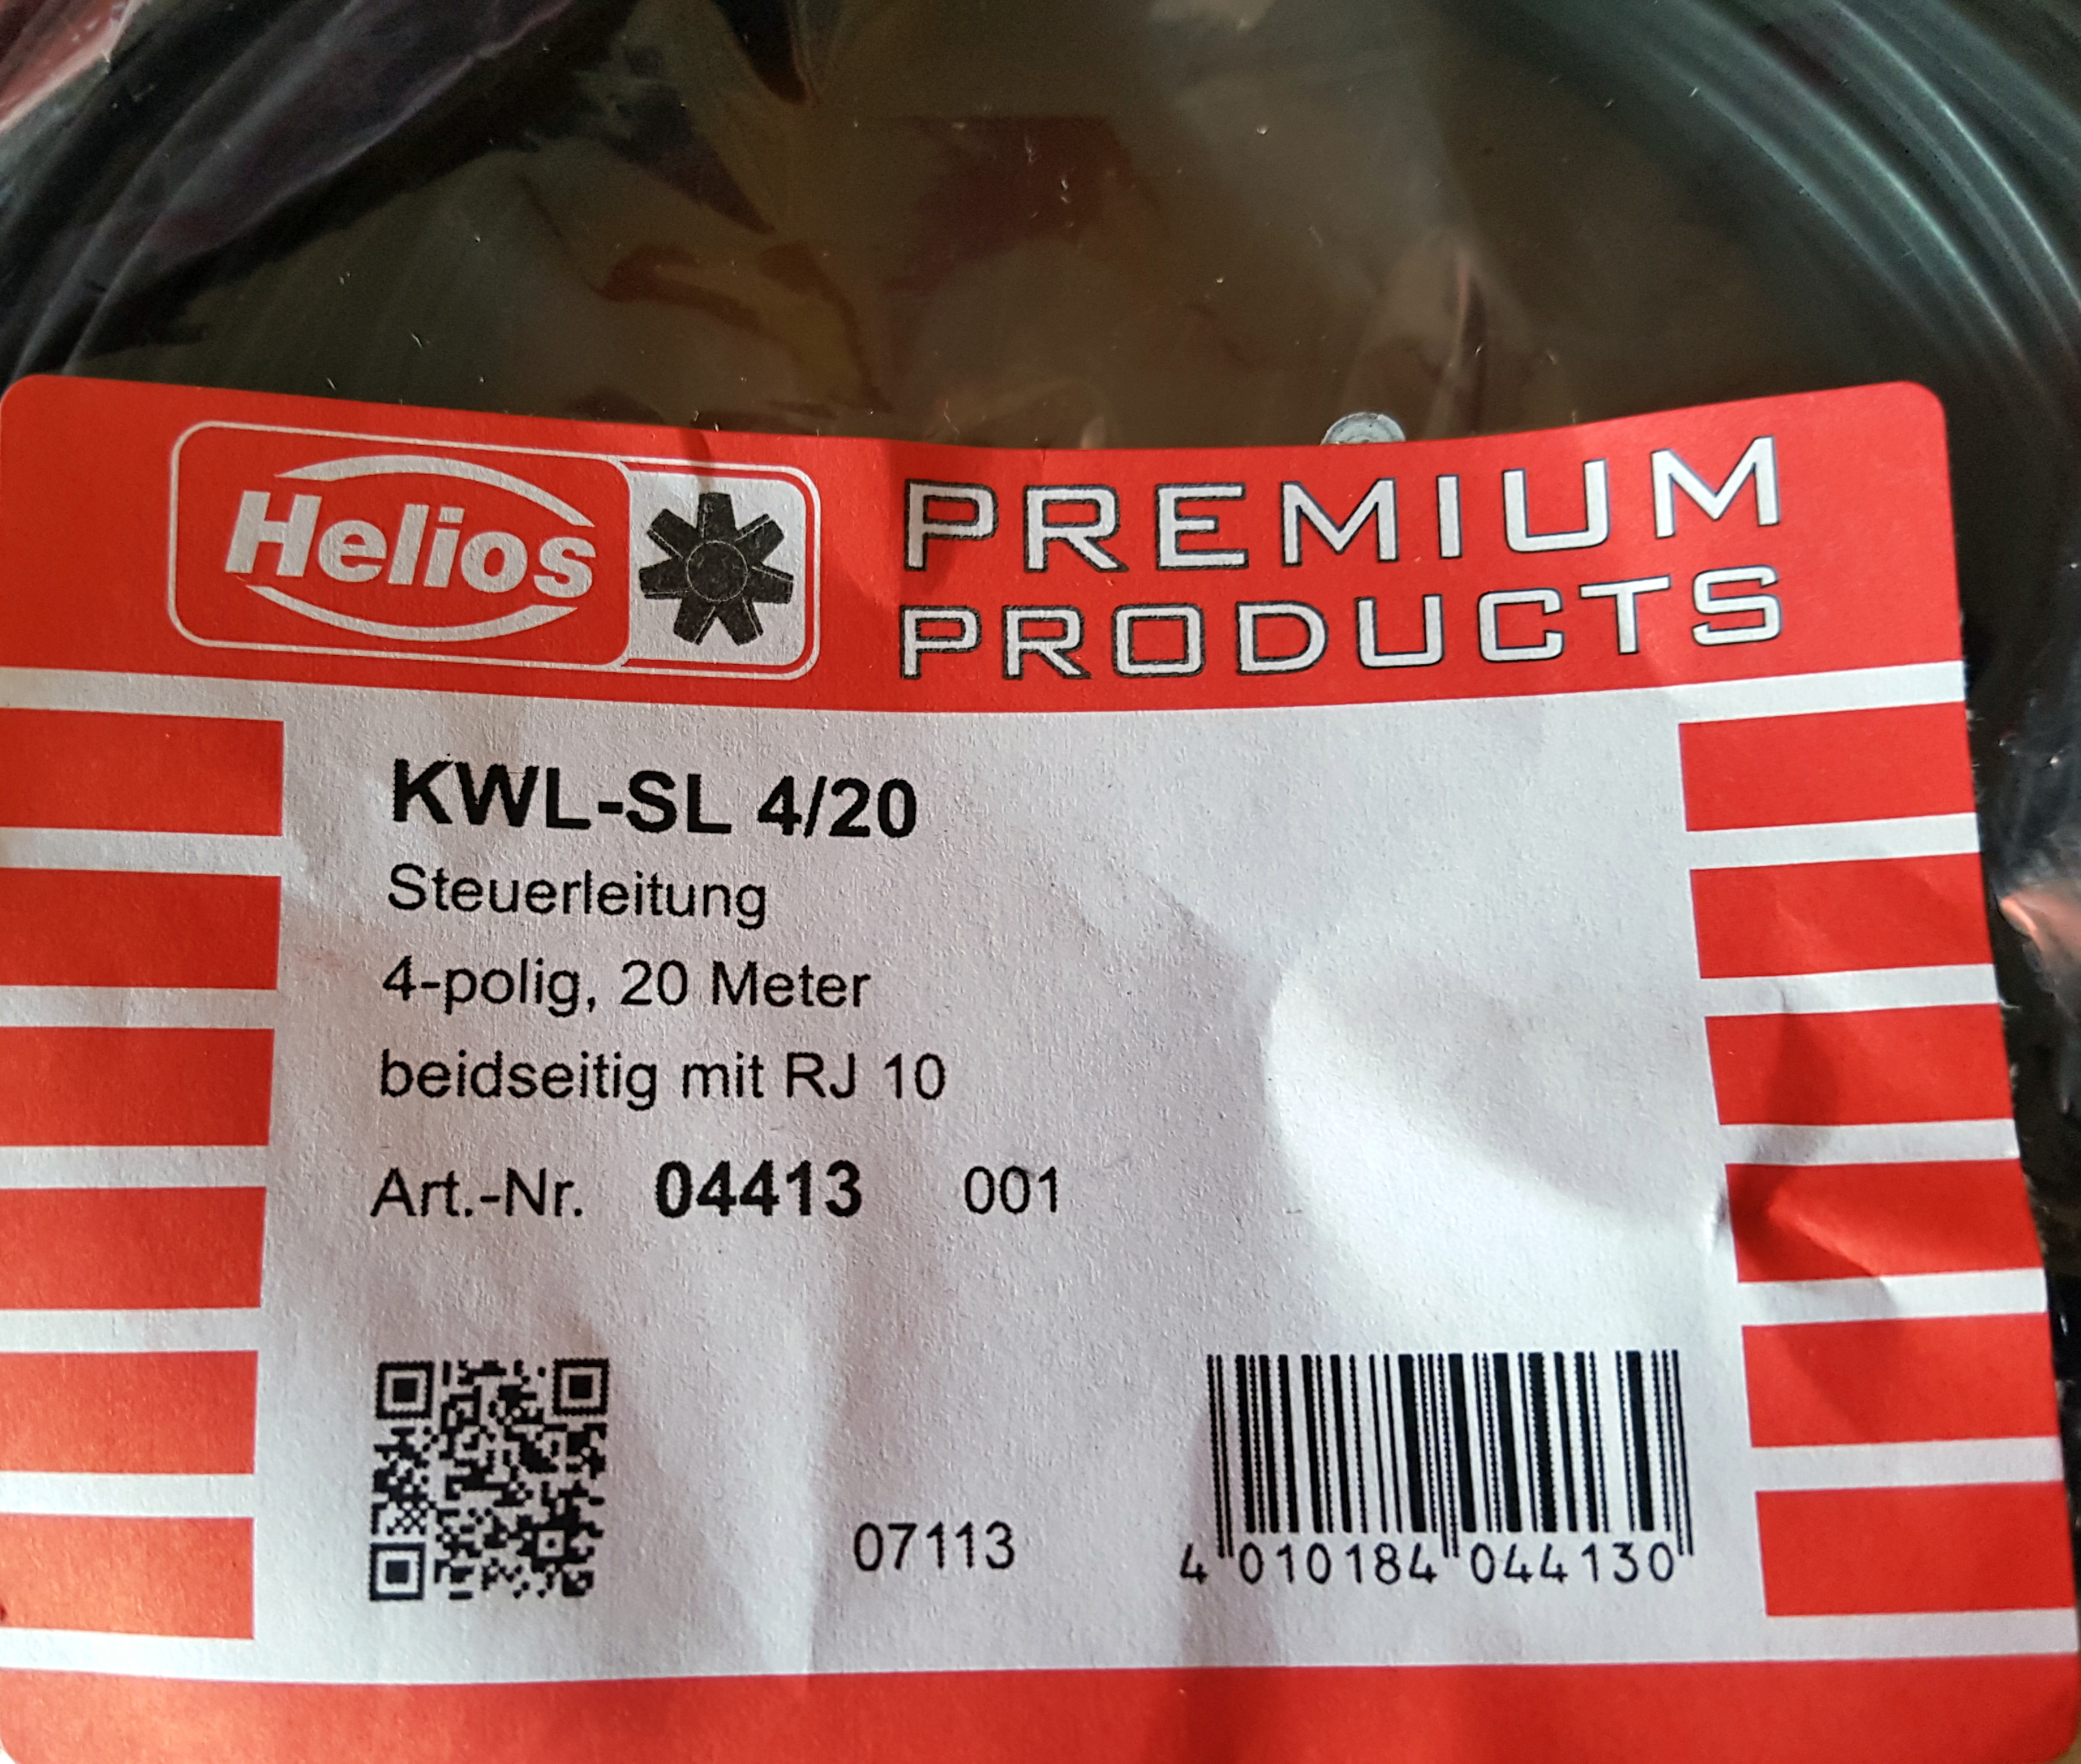 Helios
PREMIUM
PRODUCTS
KWL-SL 4/20
Steuerleitung
4-polig, 20 Meter
beidseitig mit RJ 10
Art.-Nr. 04413 001
07113
4 010184 044130